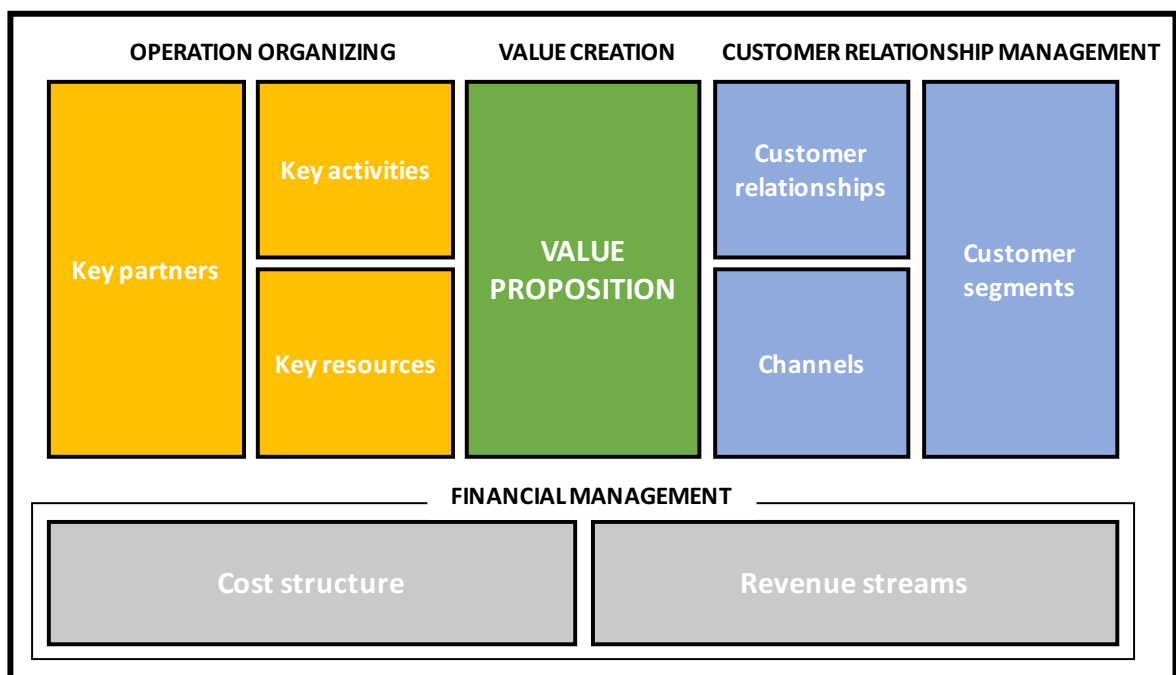 OPERATION ORGANIZING
VALUE CREATION
CUSTOMER RELATIONSHIP MANAGEMENT
Key partners
Key activities
Key resources
VALUE
PROPOSITION
Customer
relationships
Channels
Customer
segments
FINANCIAL MANAGEMENT
Cost structure
Revenue streams